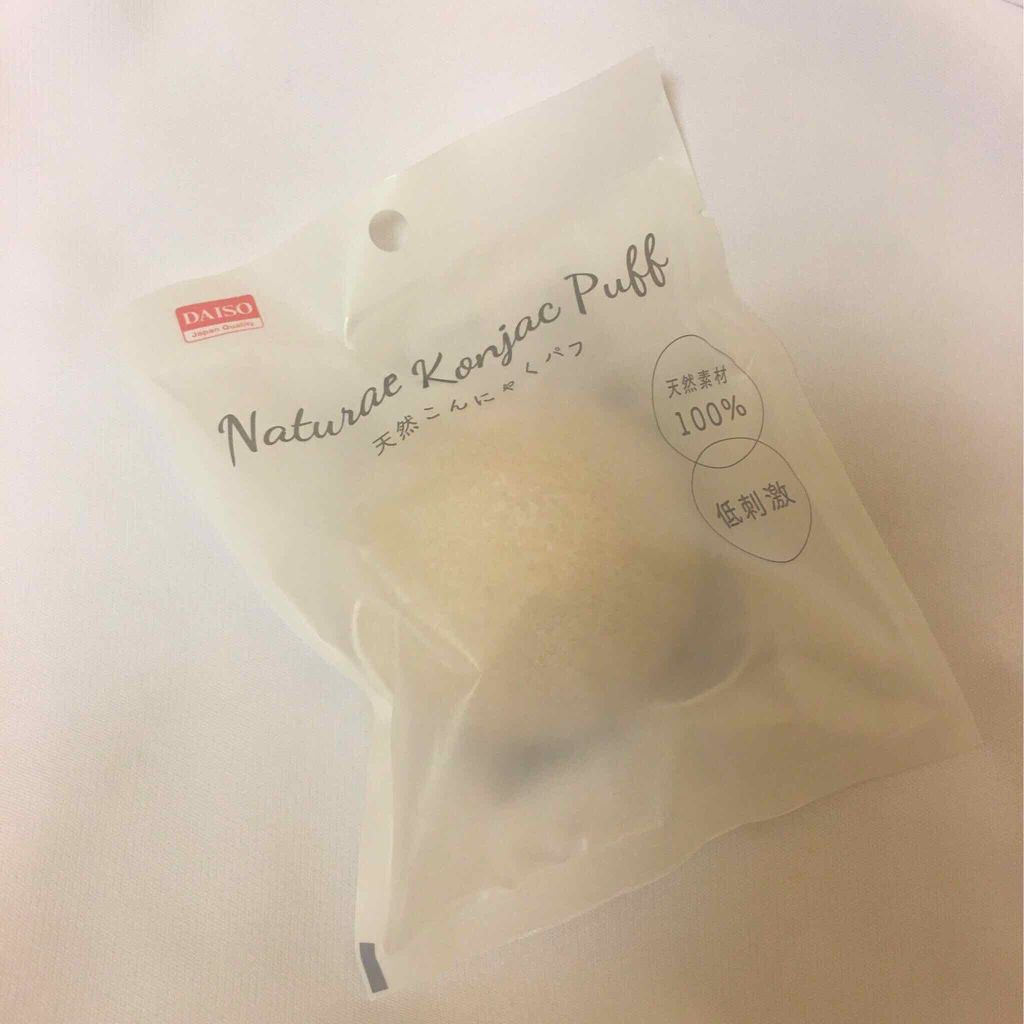 DAISO
Japan Quality
Naturae Konjac Puff
天然こんにゃくパフ
天然素材
100%
低刺激